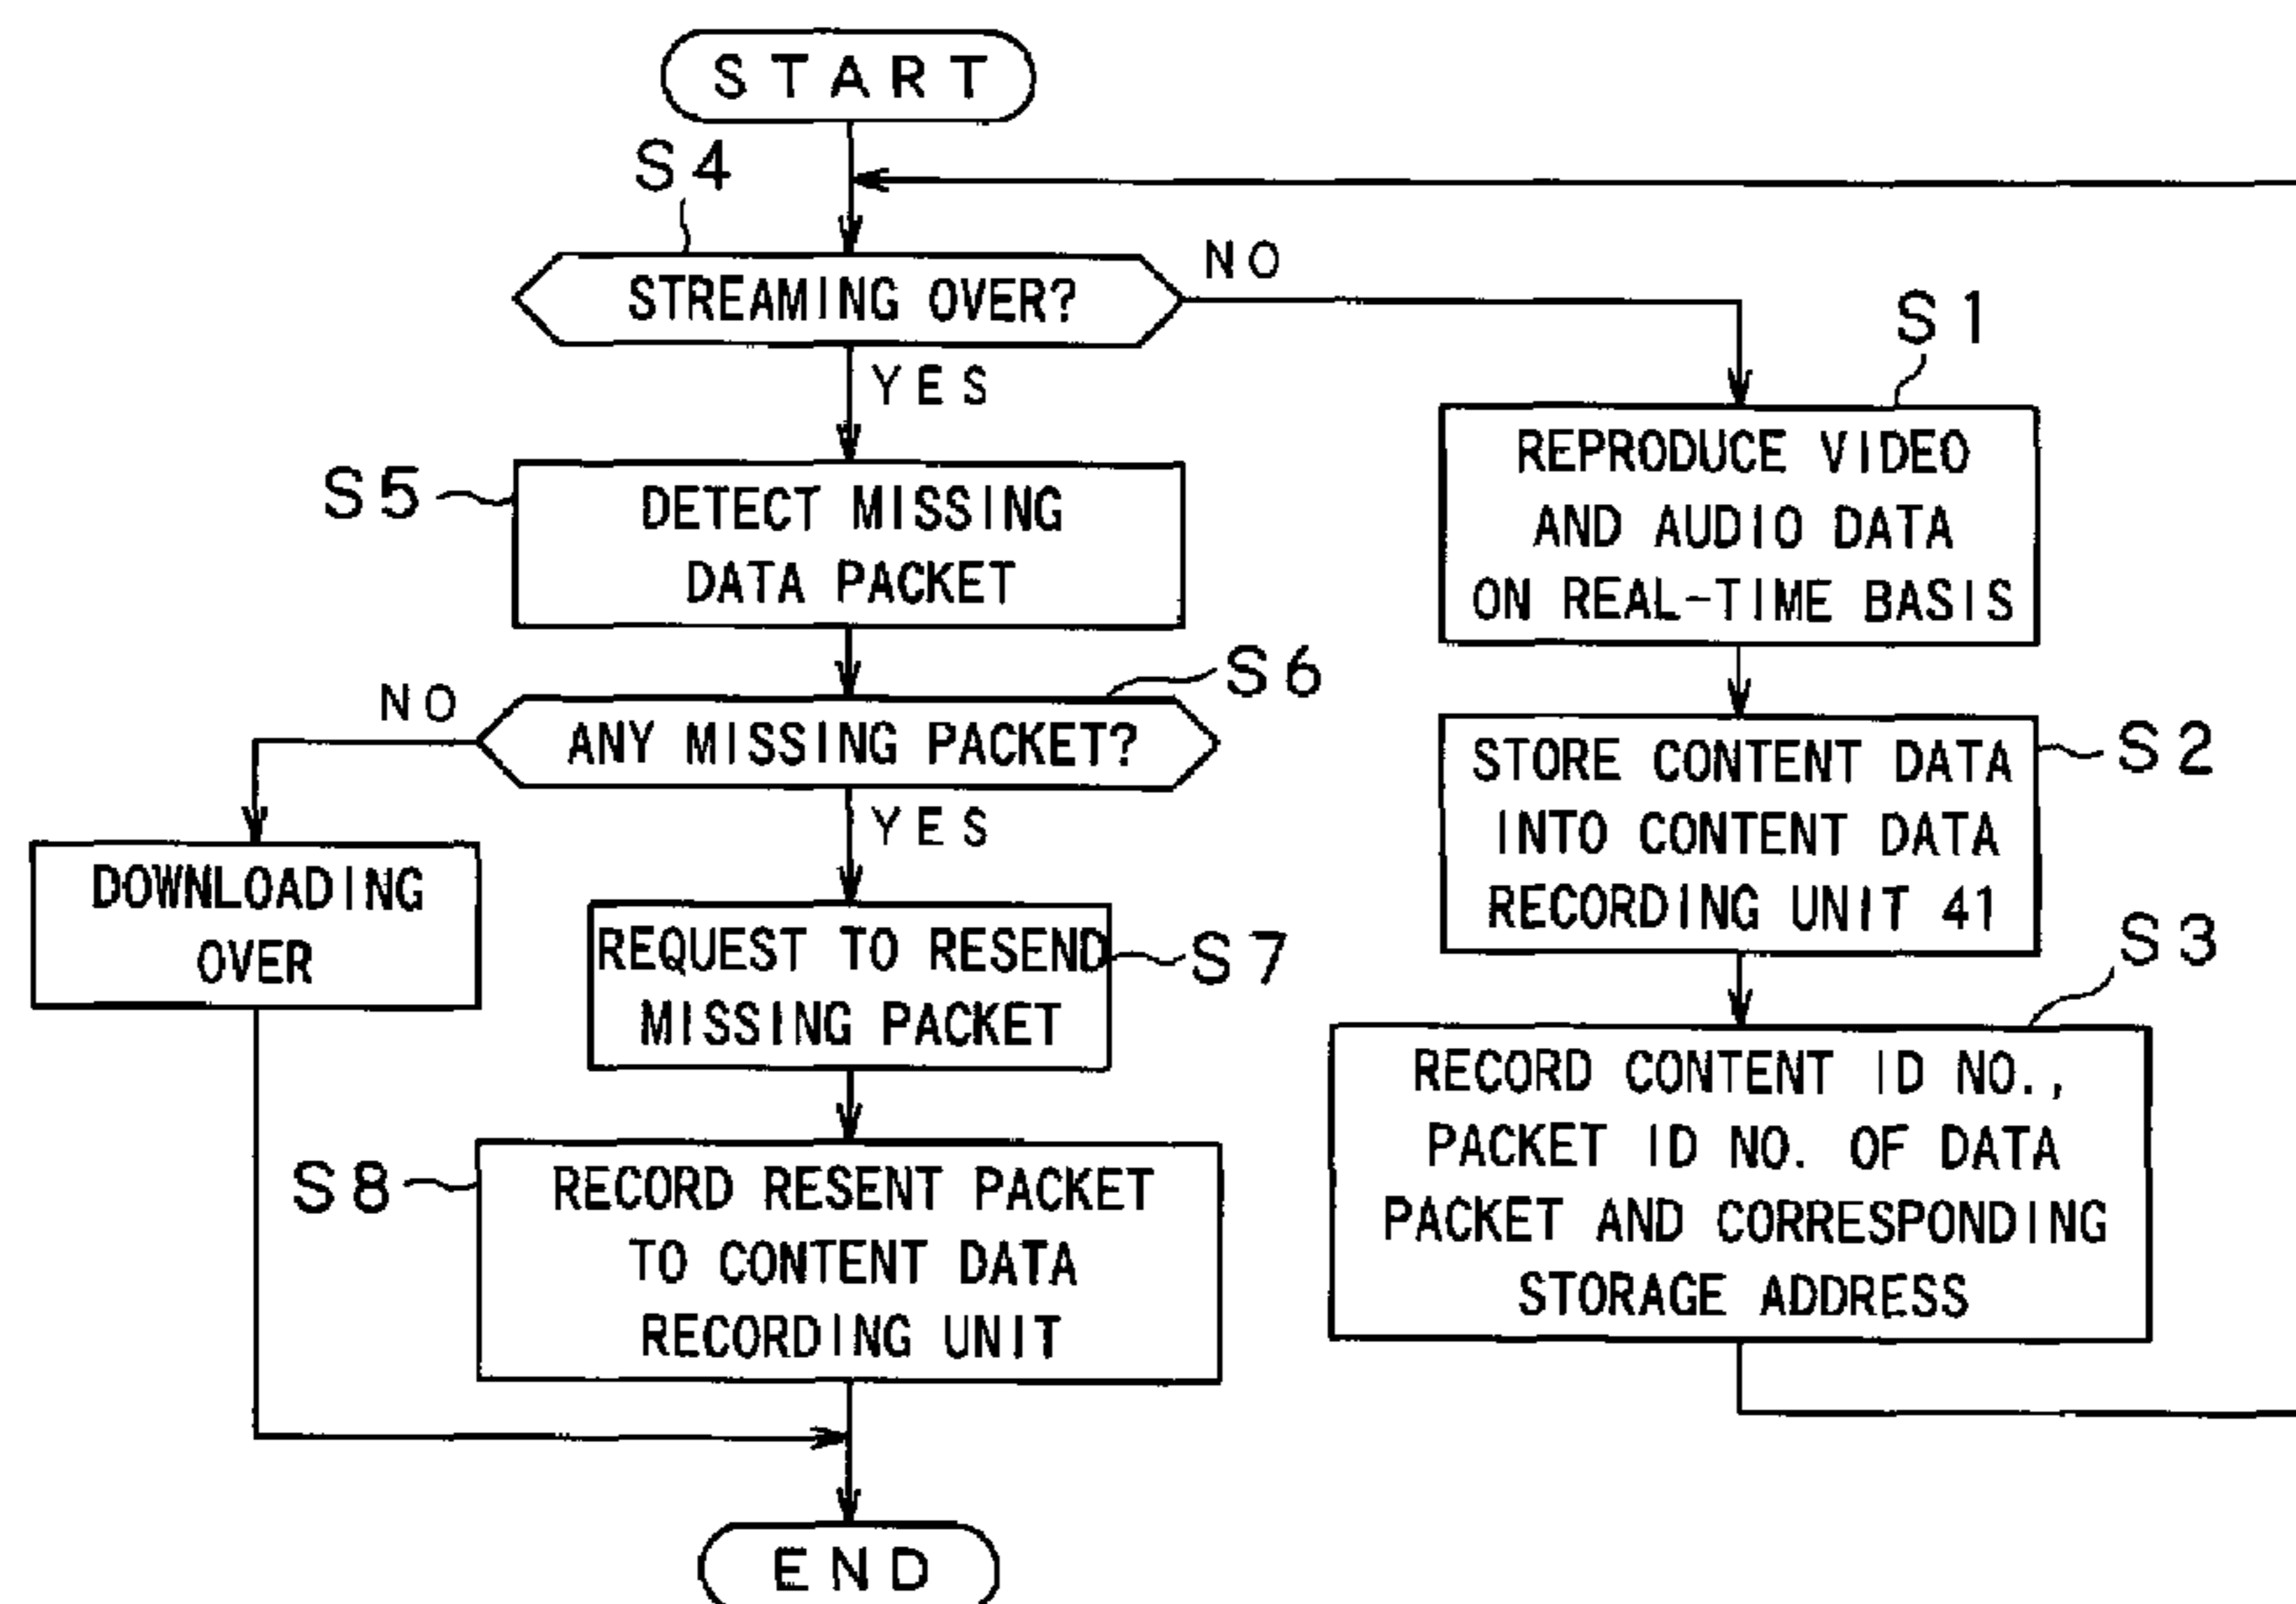 START
S4
STREAMING OVER?
NO
YES
S1
REPRODUCE VIDEO
AND AUDIO DATA
ON REAL-TIME BASIS
S5
DETECT MISSING
DATA PACKET
S6
NO
ANY MISSING PACKET?
YES
S2
STORE CONTENT DATA
INTO CONTENT DATA
RECORDING UNIT 41
DOWNLOADING
OVER
S7
REQUEST TO RESEND
MISSING PACKET
S3
RECORD CONTENT ID NO.,
PACKET ID NO. OF DATA
PACKET AND CORRESPONDING
STORAGE ADDRESS
S8
RECORD RESENT PACKET
TO CONTENT DATA
RECORDING UNIT
END